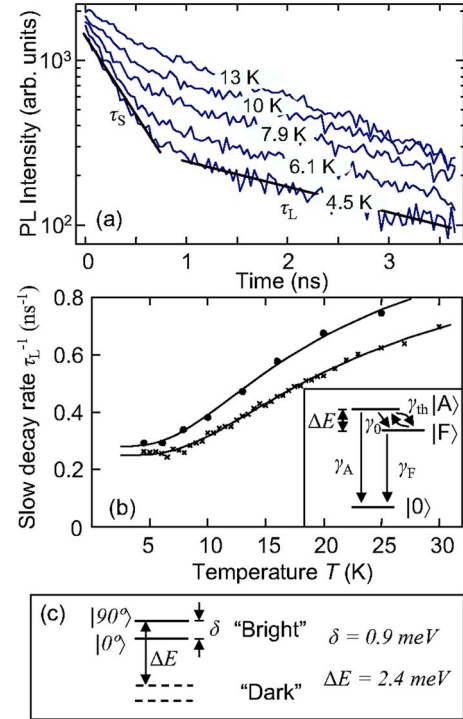 PL Intensity (arb. units)
10³
10²
13 K
10 K
7.9 K
6.1 K
4.5 K
τS
τL
(a)
0 1 2 3
Time (ns)
Slow decay rate τL⁻¹ (ns⁻¹)
0.8
0.6
0.4
0.2
0
(b)
γth |A⟩
ΔE γ0 |F⟩
γA γF
|0⟩
5 10 15 20 25 30
Temperature T (K)
(c)
|90°⟩
|0°⟩ δ "Bright" δ = 0.9 meV
ΔE
"Dark" ΔE = 2.4 meV